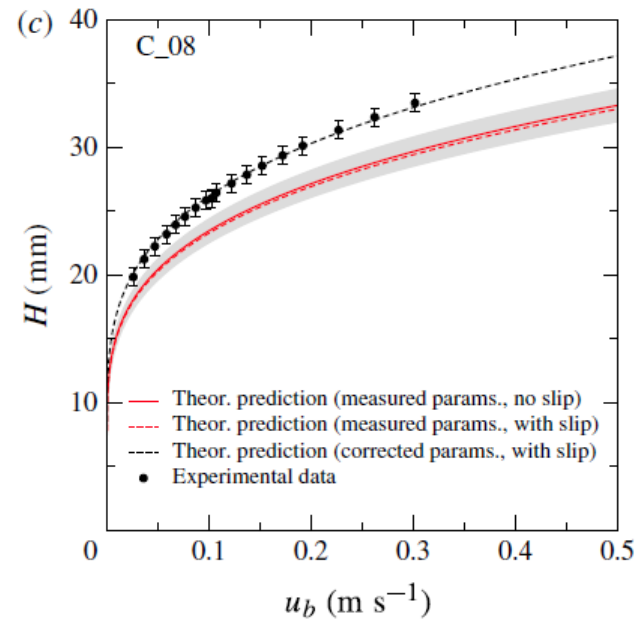 (c)
C_08
40
30
20
10
0
0.1
0.2
0.3
0.4
0.5
H (mm)
u_b (m s⁻¹)
Theor. prediction (measured params., no slip)
Theor. prediction (measured params., with slip)
Theor. prediction (corrected params., with slip)
Experimental data